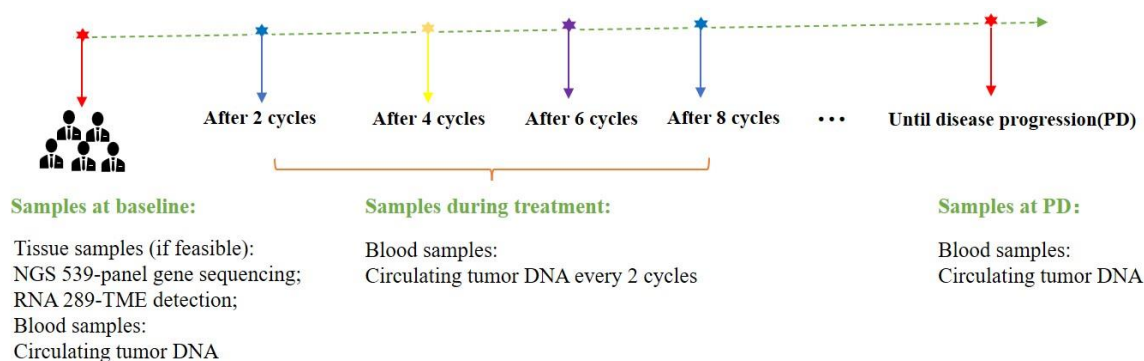 After 2 cycles
After 4 cycles
After 6 cycles
After 8 cycles
...
Until disease progression(PD)
Samples at baseline:
Tissue samples (if feasible):
NGS 539-panel gene sequencing;
RNA 289-TME detection;
Blood samples:
Circulating tumor DNA
Samples during treatment:
Blood samples:
Circulating tumor DNA every 2 cycles
Samples at PD:
Blood samples:
Circulating tumor DNA